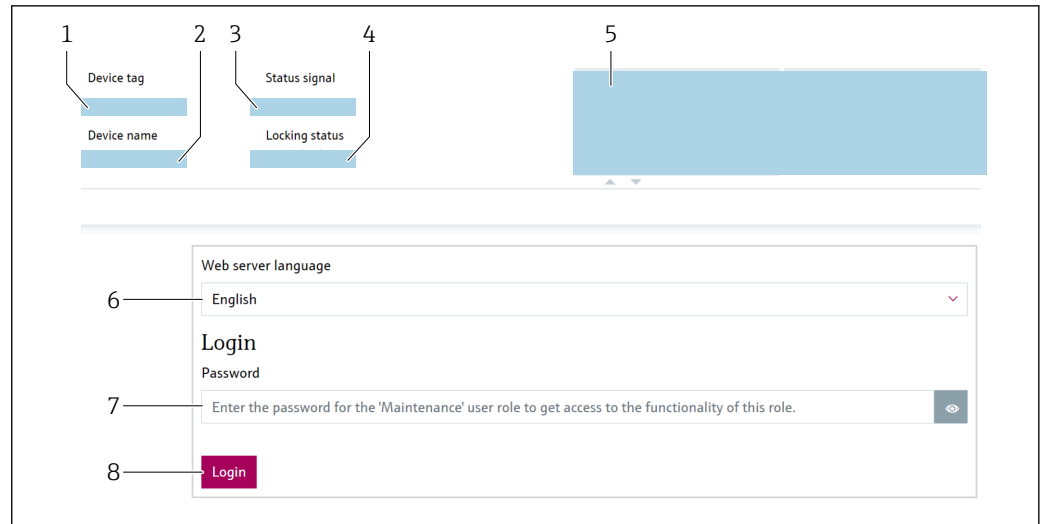 1 2 3 4 5
Device tag Status signal
Device name Locking status
Web server language
6 English
Login
Password
7 Enter the password for the 'Maintenance' user role to get access to the functionality of this role.
8 Login